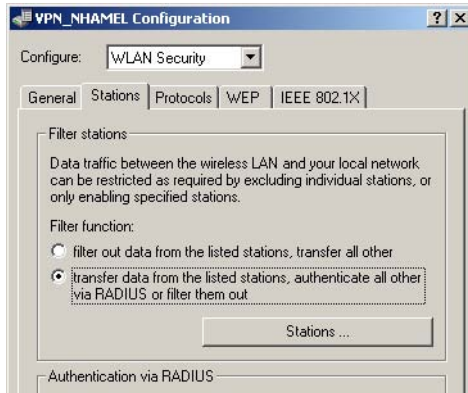 VPN_NHAMEL Configuration
Configure: WLAN Security
General Stations Protocols WEP IEEE 802.1X
Filter stations
Data traffic between the wireless LAN and your local network
can be restricted as required by excluding individual stations, or
only enabling specified stations.
Filter function:
filter out data from the listed stations, transfer all other
transfer data from the listed stations, authenticate all other
via RADIUS or filter them out
Stations ...
Authentication via RADIUS